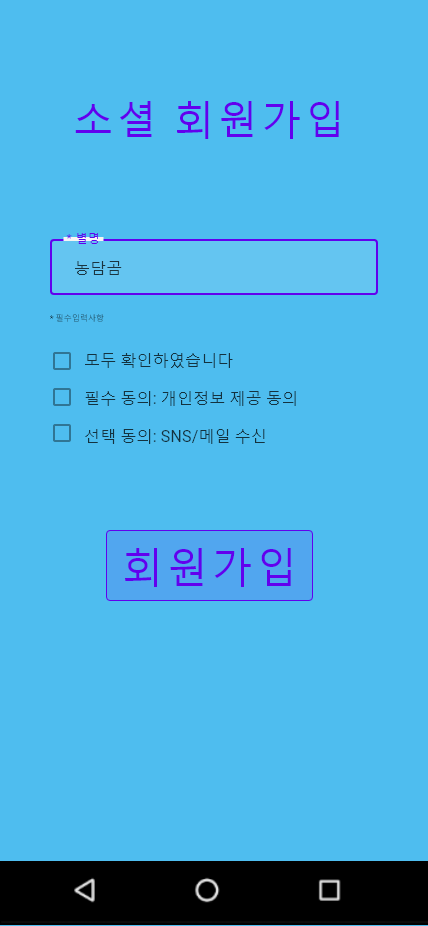 소셜 회원가입
* 별명
농담곰
* 필수입력사항
모두 확인하였습니다
필수 동의: 개인정보 제공 동의
선택 동의: SNS/메일 수신
회원가입